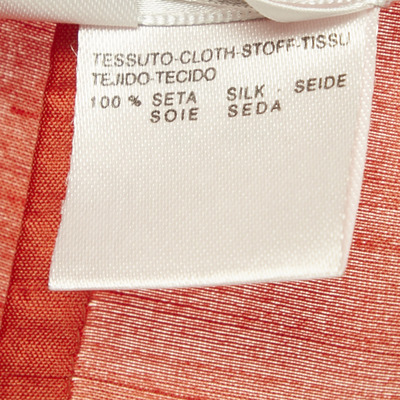 TESSUTO-CLOTH-STOFF-TISSU
TEJIDO-TECIDO
100 % SETA SILK · SEIDE
SOIE SEDA